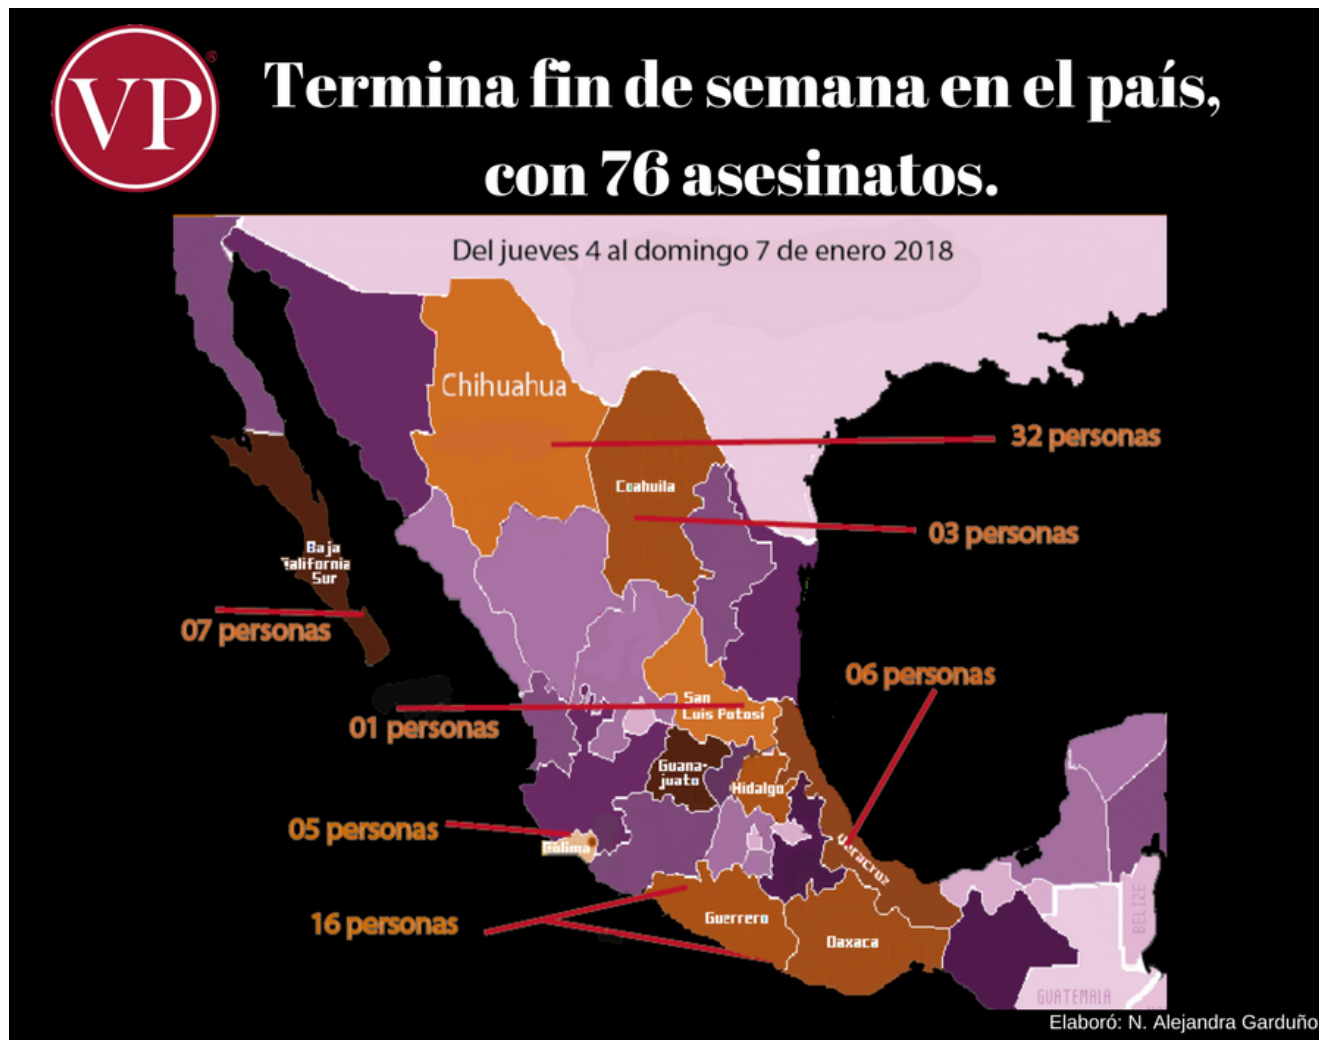 VP®
Termina fin de semana en el país,
con 76 asesinatos.
Del jueves 4 al domingo 7 de enero 2018
Chihuahua
32 personas
Coahuila
03 personas
Baja
California
Sur
07 personas
06 personas
San
Luis Potosí
01 personas
Guana-
juato
Hidalgo
05 personas
Colima
Veracruz
16 personas
Guerrero
Oaxaca
BELIZE
GUATEMALA
Elaboró: N. Alejandra Garduño